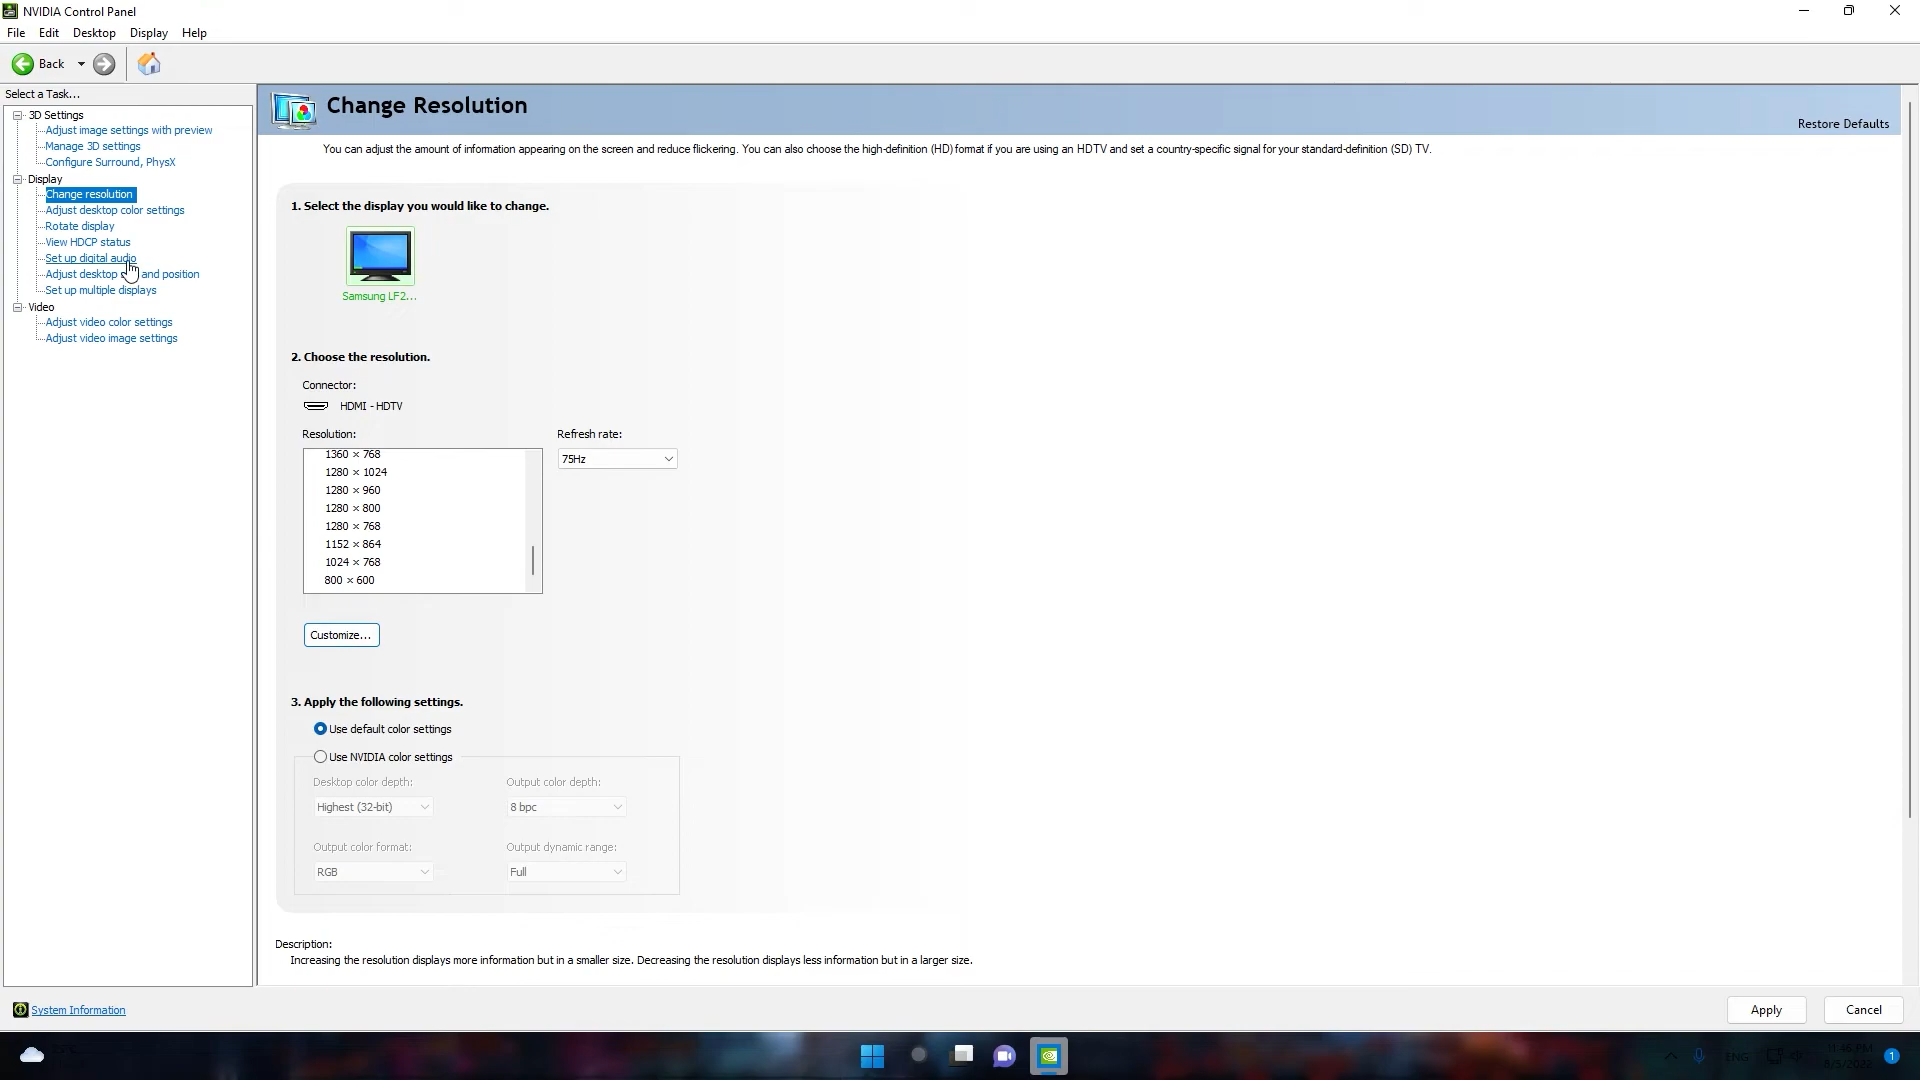 NVIDIA Control Panel
File Edit Desktop Display Help
Back
Select a Task...
3D Settings
Adjust image settings with preview
Manage 3D settings
Configure Surround, PhysX
Display
Change resolution
Adjust desktop color settings
Rotate display
View HDCP status
Set up digital audio
Adjust desktop and position
Set up multiple displays
Video
Adjust video color settings
Adjust video image settings
Change Resolution
Restore Defaults
You can adjust the amount of information appearing on the screen and reduce flickering. You can also choose the high-definition (HD) format if you are using an HDTV and set a country-specific signal for your standard-definition (SD) TV.
1. Select the display you would like to change.
Samsung LF2...
2. Choose the resolution.
Connector:
HDMI - HDTV
Resolution:
Refresh rate:
1360 × 768
75Hz
1280 × 1024
1280 × 960
1280 × 800
1280 × 768
1152 × 864
1024 × 768
800 × 600
Customize...
3. Apply the following settings.
Use default color settings
Use NVIDIA color settings
Desktop color depth:
Output color depth:
Highest (32-bit)
8 bpc
Output color format:
Output dynamic range:
RGB
Full
Description:
Increasing the resolution displays more information but in a smaller size. Decreasing the resolution displays less information but in a larger size.
System Information
Apply
Cancel
ENG
1